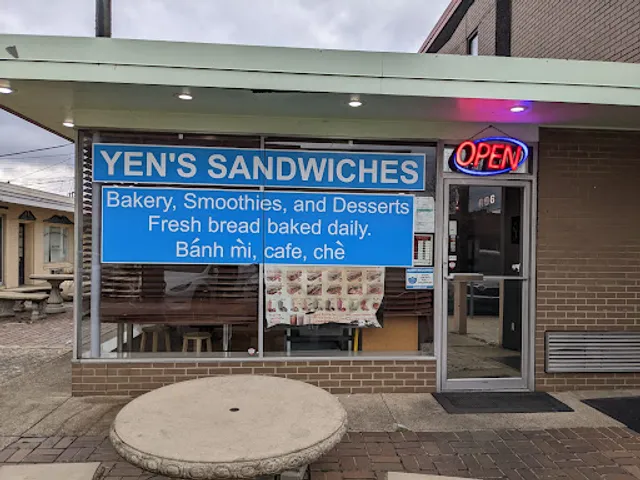 YEN'S SANDWICHES
OPEN
Bakery, Smoothies, and Desserts
Fresh bread baked daily.
Bánh mì, cafe, chè